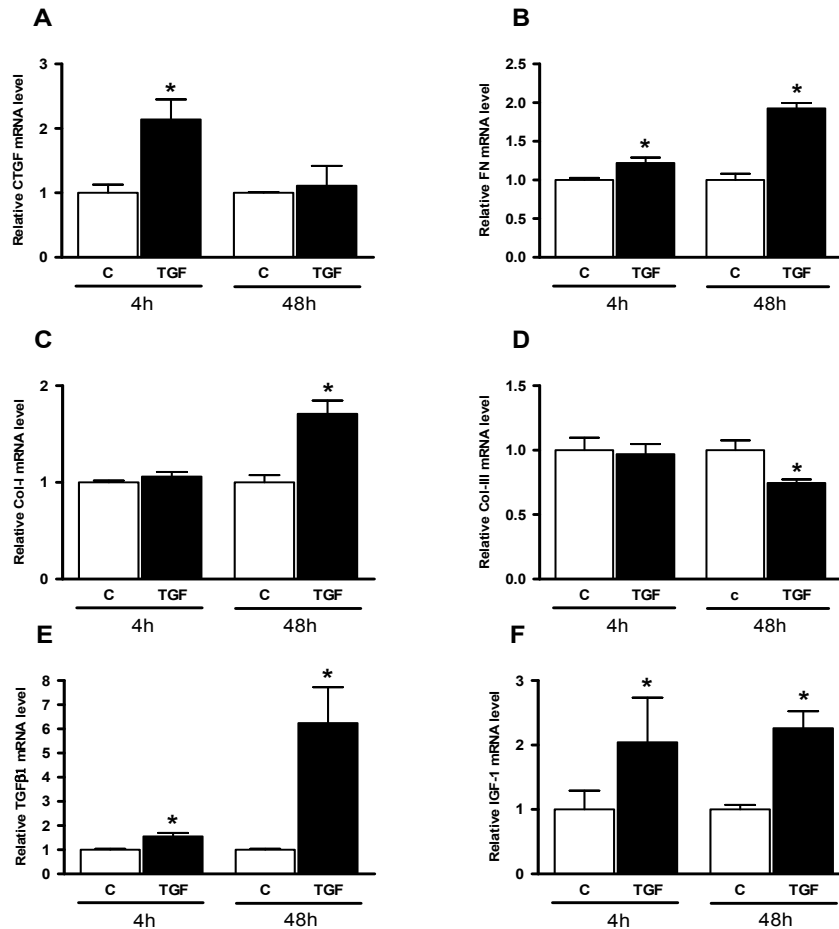 A
Relative CTGF mRNA level
3
2
1
0
*
C TGF C TGF
4h 48h
B
Relative FN mRNA level
2.5
2.0
1.5
1.0
0.5
0.0
*
*
C TGF C TGF
4h 48h
C
Relative Col-I mRNA level
2
1
0
*
C TGF C TGF
4h 48h
D
Relative Col-III mRNA level
1.5
1.0
0.5
0.0
*
C TGF c TGF
4h 48h
E
Relative TGFβ1 mRNA level
8
7
6
5
4
3
2
1
0
*
*
C TGF C TGF
4h 48h
F
Relative IGF-1 mRNA level
3
2
1
0
*
*
C TGF C TGF
4h 48h